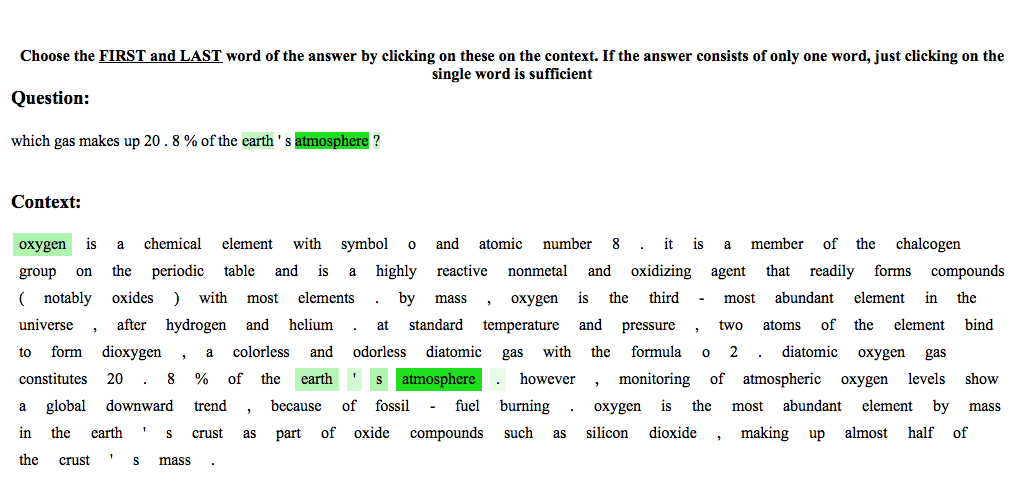 Choose the FIRST and LAST word of the answer by clicking on these on the context. If the answer consists of only one word, just clicking on the
single word is sufficient
Question:
which gas makes up 20 . 8 % of the earth ' s atmosphere ?
Context:
oxygen is a chemical element with symbol o and atomic number 8 . it is a member of the chalcogen
group on the periodic table and is a highly reactive nonmetal and oxidizing agent that readily forms compounds
( notably oxides ) with most elements . by mass , oxygen is the third - most abundant element in the
universe , after hydrogen and helium . at standard temperature and pressure , two atoms of the element bind
to form dioxygen , a colorless and odorless diatomic gas with the formula o 2 . diatomic oxygen gas
constitutes 20 . 8 % of the earth ' s atmosphere . however , monitoring of atmospheric oxygen levels show
a global downward trend , because of fossil - fuel burning . oxygen is the most abundant element by mass
in the earth ' s crust as part of oxide compounds such as silicon dioxide , making up almost half of
the crust ' s mass .